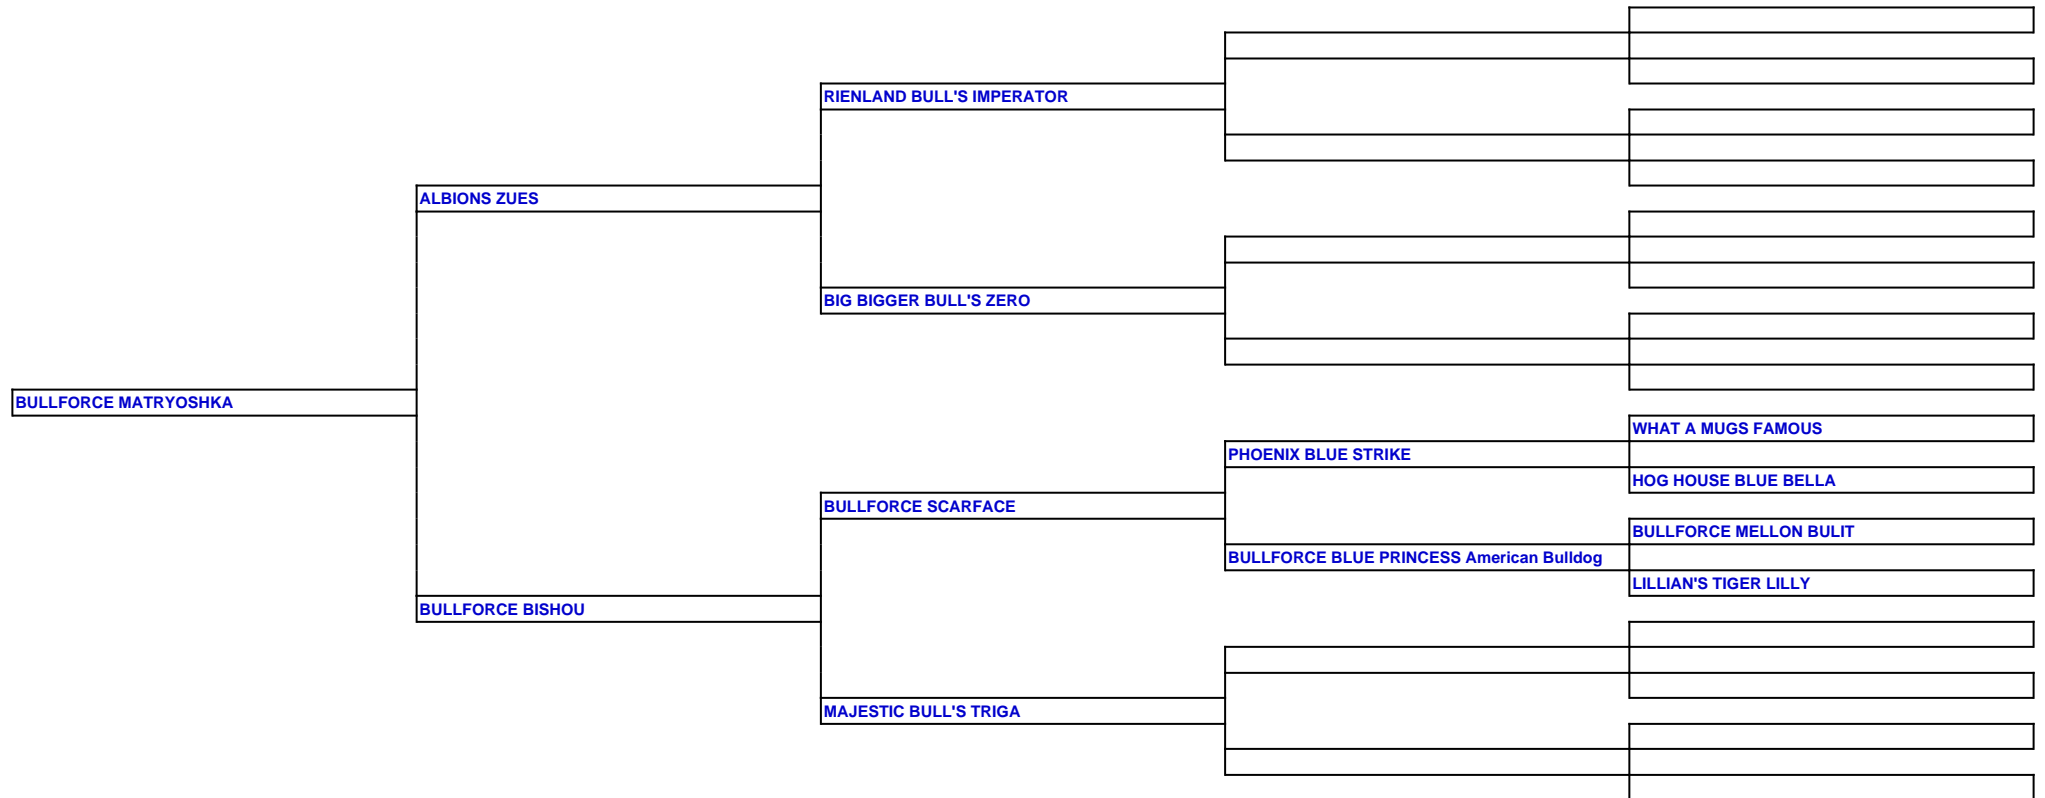 RIENLAND BULL'S IMPERATOR
ALBIONS ZUES
BIG BIGGER BULL'S ZERO
BULLFORCE MATRYOSHKA
WHAT A MUGS FAMOUS
PHOENIX BLUE STRIKE
HOG HOUSE BLUE BELLA
BULLFORCE SCARFACE
BULLFORCE MELLON BULIT
BULLFORCE BLUE PRINCESS American Bulldog
LILLIAN'S TIGER LILLY
BULLFORCE BISHOU
MAJESTIC BULL'S TRIGA